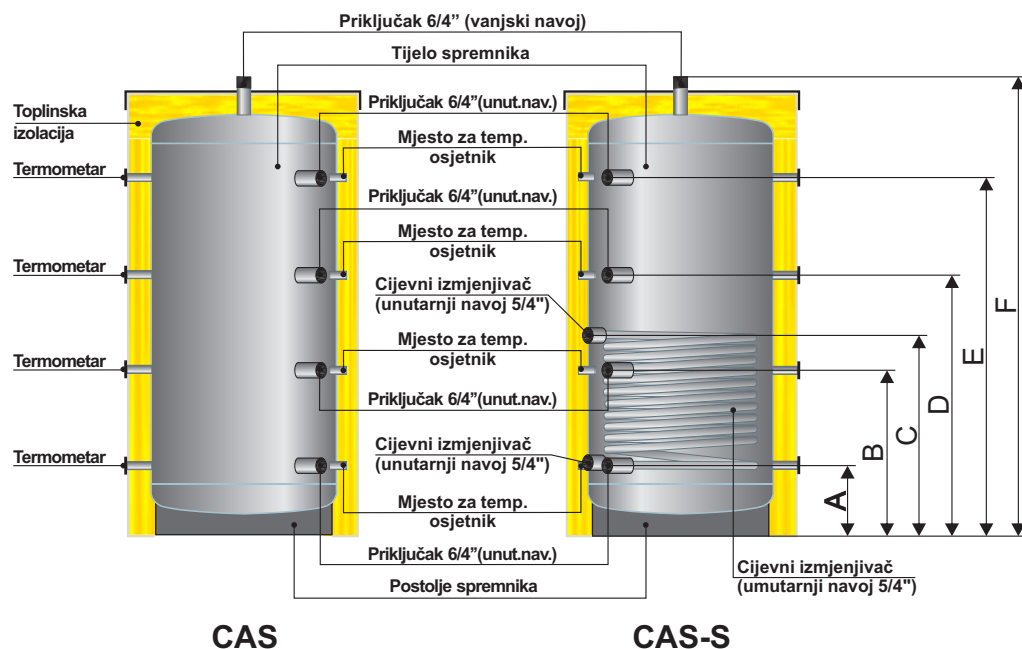 Priključak 6/4” (vanjski navoj)
Tijelo spremnika
Toplinska
izolacija
Priključak 6/4”(unut.nav.)
Mjesto za temp.
osjetnik
Termometar
Priključak 6/4”(unut.nav.)
Mjesto za temp.
osjetnik
Termometar
Cijevni izmjenjivač
(unutarnji navoj 5/4")
Mjesto za temp.
osjetnik
Termometar
Priključak 6/4”(unut.nav.)
Cijevni izmjenjivač
(unutarnji navoj 5/4")
Termometar
Mjesto za temp.
osjetnik
Priključak 6/4”(unut.nav.)
Postolje spremnika
Cijevni izmjenjivač
(umutarnji navoj 5/4")
A
B
C
D
E
F
CAS
CAS-S